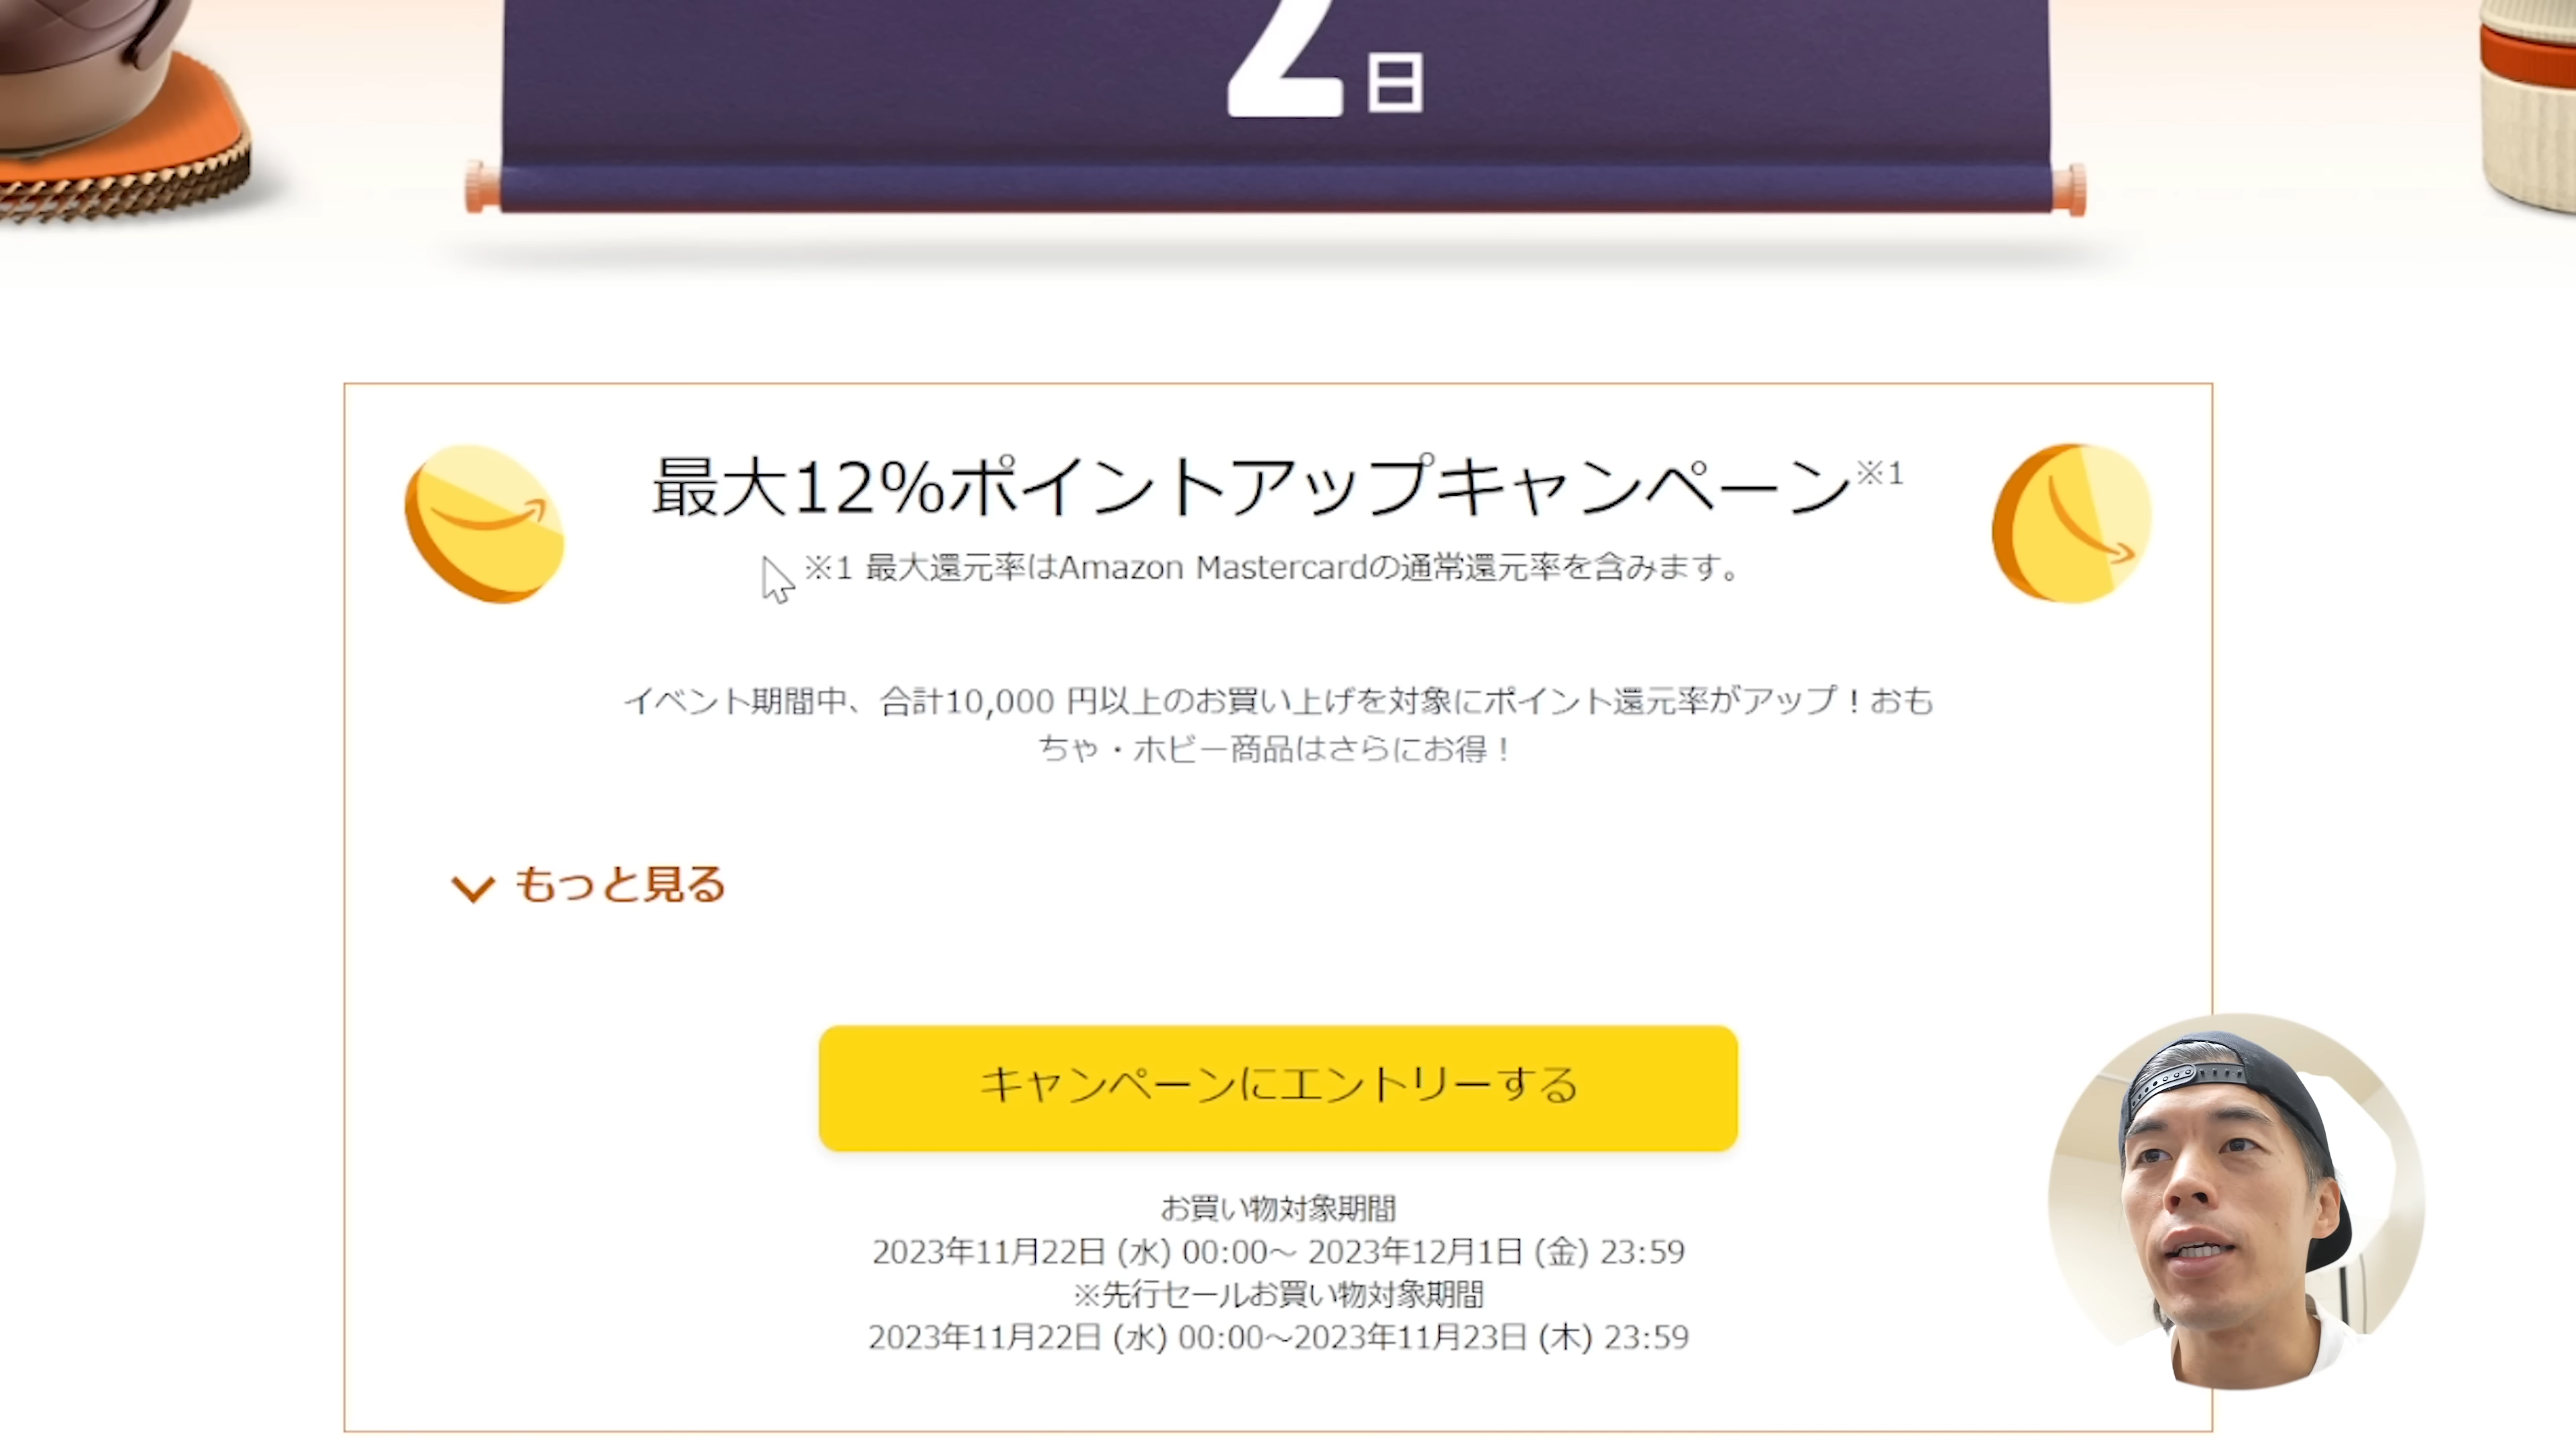 2日
最大12%ポイントアップキャンペーン※1
※1 最大還元率はAmazon Mastercardの通常還元率を含みます。
イベント期間中、合計10,000 円以上のお買い上げを対象にポイント還元率がアップ！おも
ちゃ・ホビー商品はさらにお得！
もっと見る
キャンペーンにエントリーする
お買い物対象期間
2023年11月22日 (水) 00:00～ 2023年12月1日 (金) 23:59
※先行セールお買い物対象期間
2023年11月22日 (水) 00:00～2023年11月23日 (木) 23:59